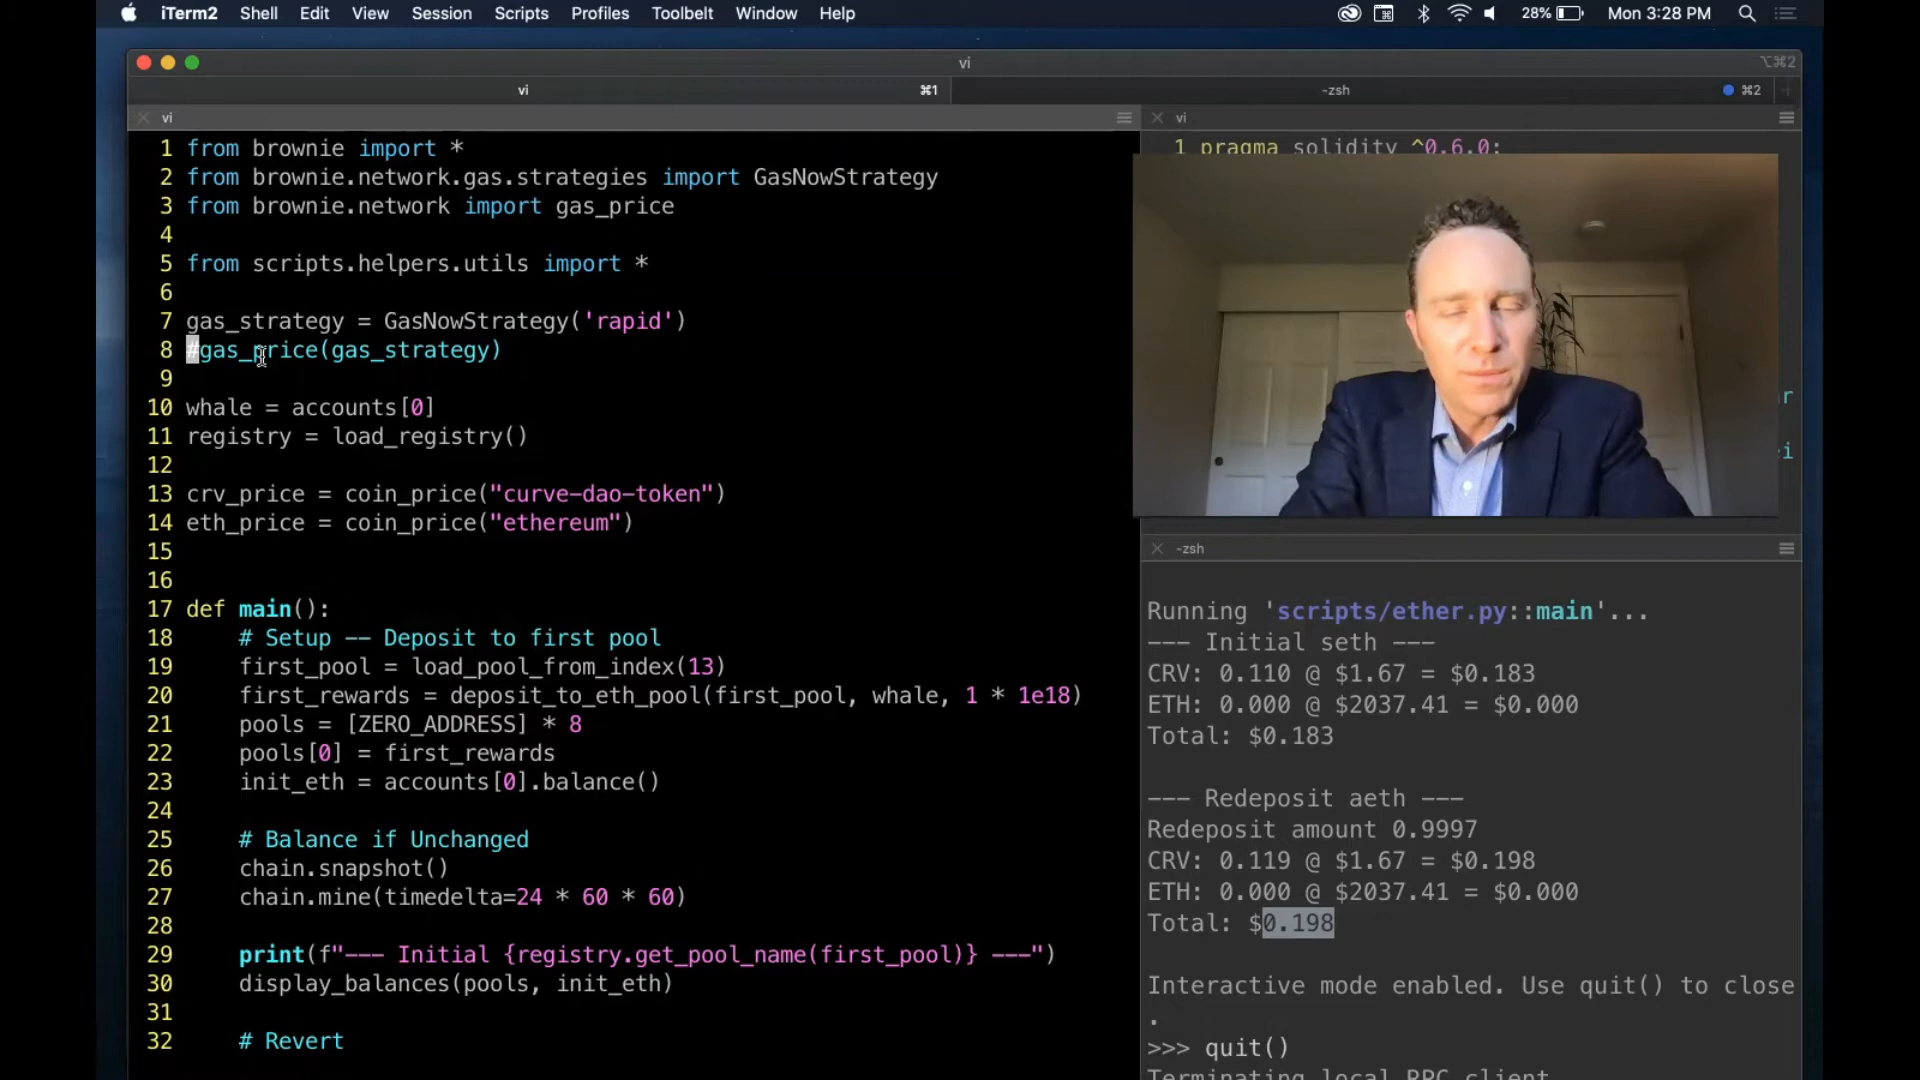 iTerm2 Shell Edit View Session Scripts Profiles Toolbelt Window Help 28% Mon 3:28 PM
vi ⌥⌘2
vi ⌘1 -zsh ⌘2
vi
1 from brownie import *
2 from brownie.network.gas.strategies import GasNowStrategy
3 from brownie.network import gas_price
4
5 from scripts.helpers.utils import *
6
7 gas_strategy = GasNowStrategy('rapid')
8 #gas_price(gas_strategy)
9
10 whale = accounts[0]
11 registry = load_registry()
12
13 crv_price = coin_price("curve-dao-token")
14 eth_price = coin_price("ethereum")
15
16
17 def main():
18     # Setup -- Deposit to first pool
19     first_pool = load_pool_from_index(13)
20     first_rewards = deposit_to_eth_pool(first_pool, whale, 1 * 1e18)
21     pools = [ZERO_ADDRESS] * 8
22     pools[0] = first_rewards
23     init_eth = accounts[0].balance()
24
25     # Balance if Unchanged
26     chain.snapshot()
27     chain.mine(timedelta=24 * 60 * 60)
28
29     print(f"--- Initial {registry.get_pool_name(first_pool)} ---")
30     display_balances(pools, init_eth)
31
32     # Revert
vi
1 pragma solidity ^0.6.0;
r
i
-zsh
Running 'scripts/ether.py::main'...
--- Initial seth ---
CRV: 0.110 @ $1.67 = $0.183
ETH: 0.000 @ $2037.41 = $0.000
Total: $0.183
--- Redeposit aeth ---
Redeposit amount 0.9997
CRV: 0.119 @ $1.67 = $0.198
ETH: 0.000 @ $2037.41 = $0.000
Total: $0.198
Interactive mode enabled. Use quit() to close
.
>>> quit()
Terminating local RPC client